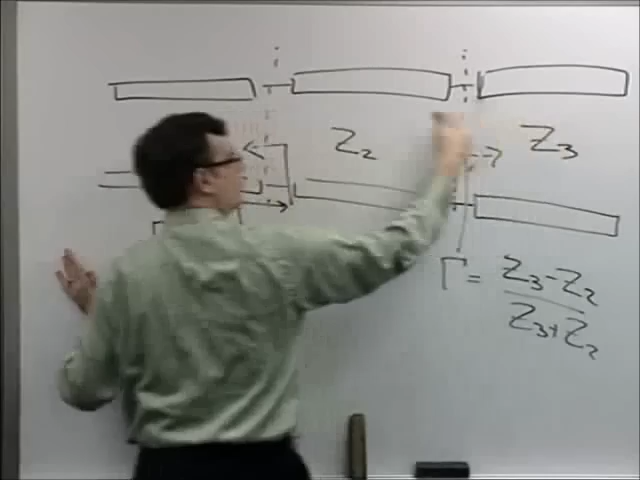 Z₂ Z₃
Γ = Z₃-Z₂
Z₃+Z₂